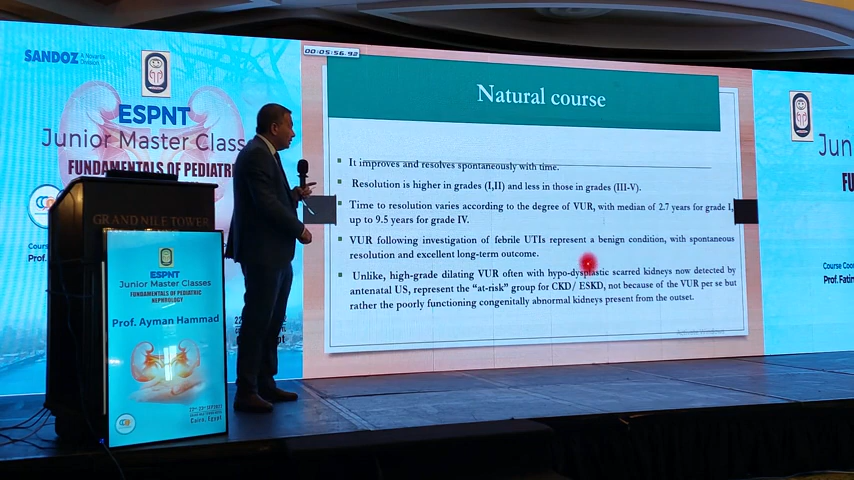 SANDOZ A Novartis Division
ESPNT
Junior Master Classes
FUNDAMENTALS OF PEDIATRIC
00:05:56.92
Natural course
It improves and resolves spontaneously with time.
Resolution is higher in grades (I,II) and less in those in grades (III-V).
Time to resolution varies according to the degree of VUR, with median of 2.7 years for grade I,
up to 9.5 years for grade IV.
VUR following investigation of febrile UTIs represent a benign condition, with spontaneous
resolution and excellent long-term outcome.
Unlike, high-grade dilating VUR often with hypo-dysplastic scarred kidneys now detected by
antenatal US, represent the "at-risk" group for CKD/ ESKD, not because of the VUR per se but
rather the poorly functioning congenitally abnormal kidneys present from the outset.
Activate Windows
Jun
FU
Course Coo
Prof. Fatin
Cours
Prof.
GRAND NILE TOWER
ESPNT
Junior Master Classes
FUNDAMENTALS OF PEDIATRIC
NEPHROLOGY
Prof. Ayman Hammad
Cairo, Egypt